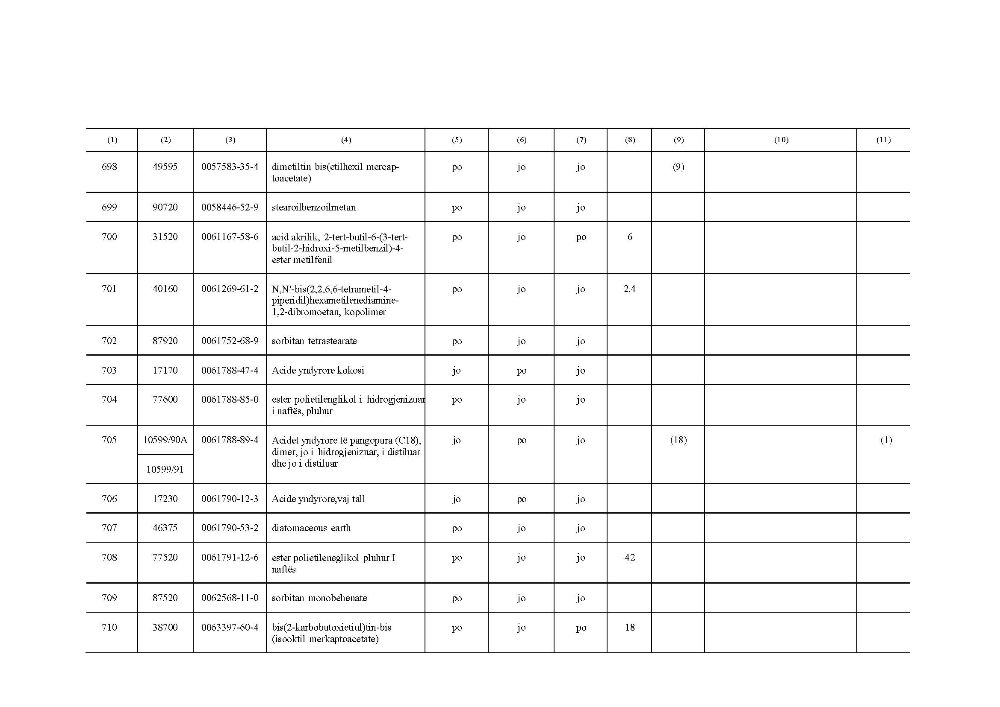 (1) (2) (3) (4) (5) (6) (7) (8) (9) (10) (11)
698 49595 0057583-35-4 dimetiltin bis(etilhexil mercap- po jo jo (9)
toacetate)
699 90720 0058446-52-9 stearoilbenzoilmetan po jo jo
700 31520 0061167-58-6 acid akrilik, 2-tert-butil-6-(3-tert- po jo po 6
butil-2-hidroxi-5-metilbenzil)-4-
ester metilfenil
701 40160 0061269-61-2 N,N′-bis(2,2,6,6-tetrametil-4- po jo jo 2,4
piperidil)hexametilenediamine-
1,2-dibromoetan, kopolimer
702 87920 0061752-68-9 sorbitan tetrastearate po jo jo
703 17170 0061788-47-4 Acide yndyrore kokosi jo po jo
704 77600 0061788-85-0 ester polietilenglikol i hidrogjenizuar po jo jo
i naftës, pluhur
705 10599/90A 0061788-89-4 Acidet yndyrore të pangopura (C18), jo po jo (18) (1)
dimer, jo i hidrogjenizuar, i distiluar
dhe jo i distiluar
10599/91
706 17230 0061790-12-3 Acide yndyrore,vaj tall jo po jo
707 46375 0061790-53-2 diatomaceous earth po jo jo
708 77520 0061791-12-6 ester polietileneglikol pluhur I po jo jo 42
naftës
709 87520 0062568-11-0 sorbitan monobehenate po jo jo
710 38700 0063397-60-4 bis(2-karbobutoxietiul)tin-bis po jo po 18
(isooktil merkaptoacetate)